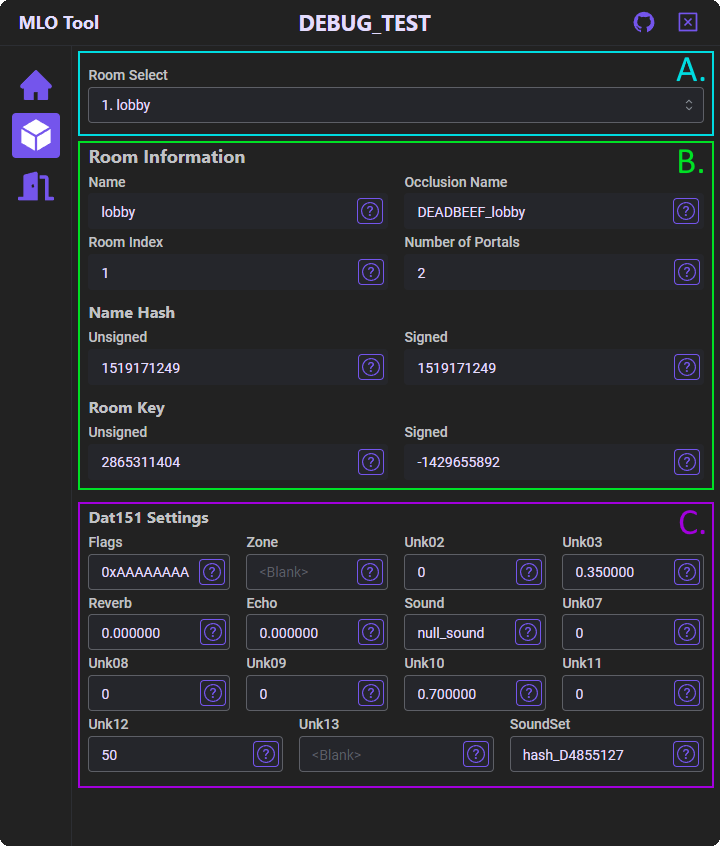 MLO Tool
DEBUG_TEST
A.
Room Select
1. lobby
B.
Room Information
Name Occlusion Name
lobby ? DEADBEEF_lobby ?
Room Index Number of Portals
1 ? 2 ?
Name Hash
Unsigned Signed
1519171249 ? 1519171249 ?
Room Key
Unsigned Signed
2865311404 ? -1429655892 ?
C.
Dat151 Settings
Flags Zone Unk02 Unk03
0xAAAAAAAA ? <Blank> ? 0 ? 0.350000 ?
Reverb Echo Sound Unk07
0.000000 ? 0.000000 ? null_sound ? 0 ?
Unk08 Unk09 Unk10 Unk11
0 ? 0 ? 0.700000 ? 0 ?
Unk12 Unk13 SoundSet
50 ? <Blank> ? hash_D4855127 ?